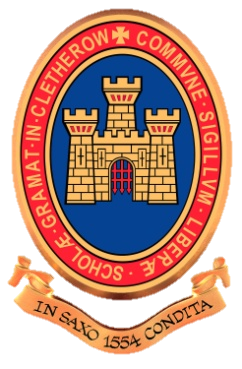 ✠ COMMVNE · SIGILLVM · LIBERÆ · SCHOLÆ · GRAMAT · IN · CLETHEROW
IN SAXO 1554 CONDITA